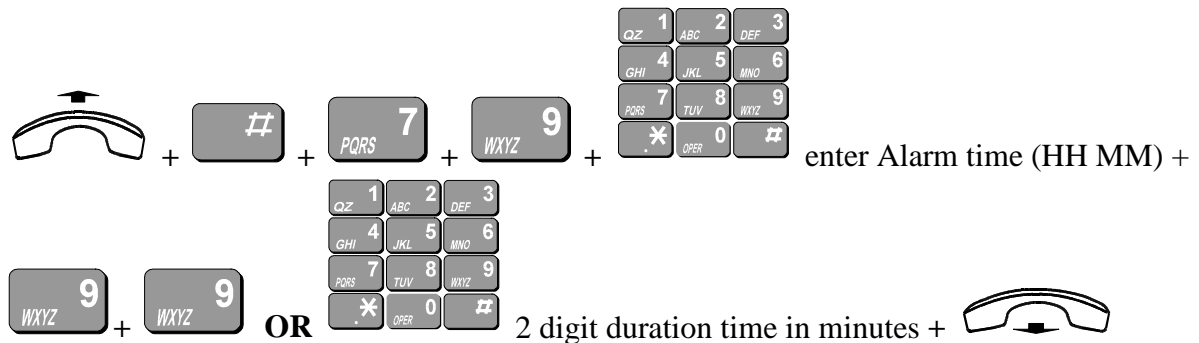 QZ 1 ABC 2 DEF 3
GHI 4 JKL 5 MNO 6
PQRS 7 TUV 8 WXYZ 9
.* OPER 0 #
+ # + PQRS 7 + WXYZ 9 + enter Alarm time (HH MM) +
QZ 1 ABC 2 DEF 3
GHI 4 JKL 5 MNO 6
PQRS 7 TUV 8 WXYZ 9
.* OPER 0 #
WXYZ 9 + WXYZ 9 OR 2 digit duration time in minutes +